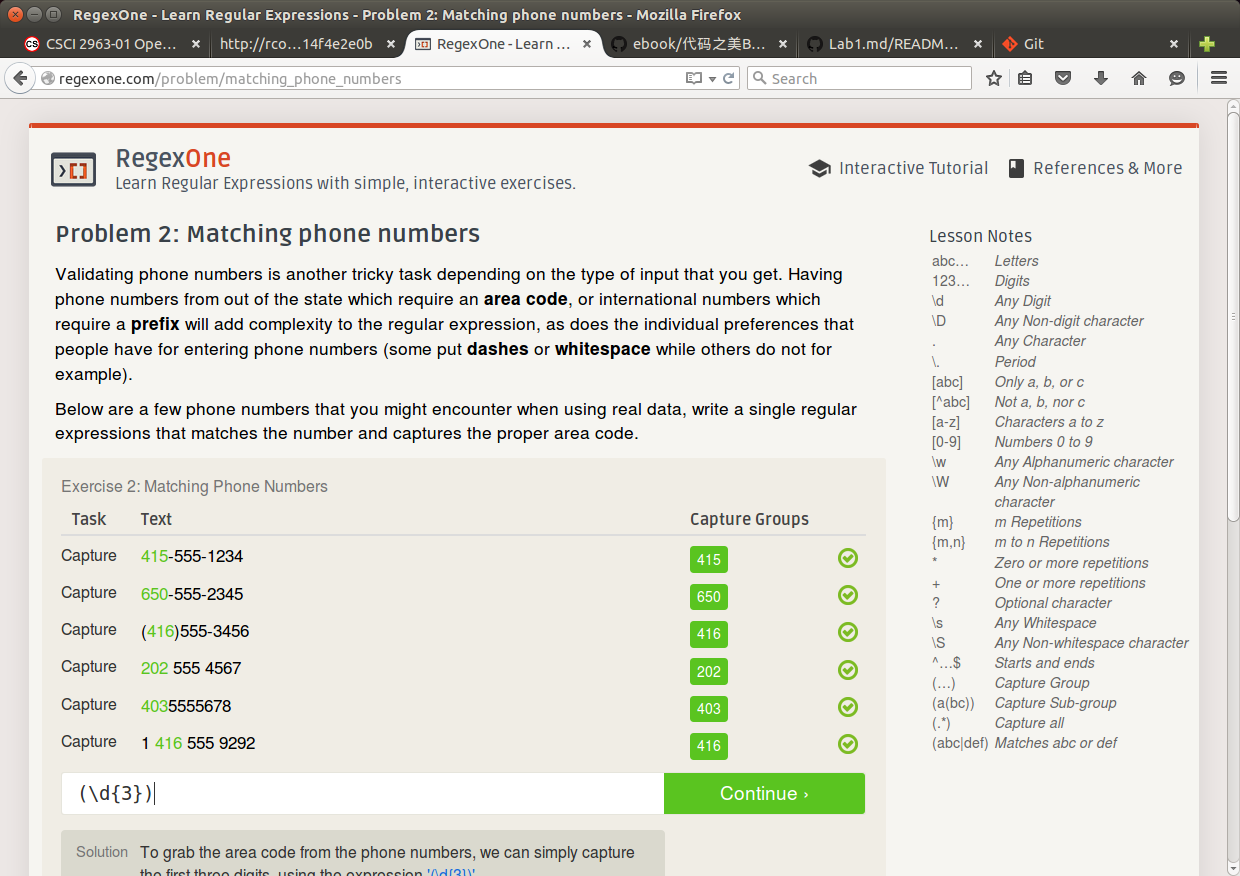 RegexOne - Learn Regular Expressions - Problem 2: Matching phone numbers - Mozilla Firefox
CSCI 2963-01 Ope... × http://rco...14f4e2e0b × RegexOne - Learn ... × ebook/代码之美B... × Lab1.md/READM... × Git ×
regexone.com/problem/matching_phone_numbers Search
RegexOne
Learn Regular Expressions with simple, interactive exercises.
Interactive Tutorial References & More
Problem 2: Matching phone numbers
Validating phone numbers is another tricky task depending on the type of input that you get. Having
phone numbers from out of the state which require an area code, or international numbers which
require a prefix will add complexity to the regular expression, as does the individual preferences that
people have for entering phone numbers (some put dashes or whitespace while others do not for
example).
Below are a few phone numbers that you might encounter when using real data, write a single regular
expressions that matches the number and captures the proper area code.
Exercise 2: Matching Phone Numbers
Task Text Capture Groups
Capture 415-555-1234 415
Capture 650-555-2345 650
Capture (416)555-3456 416
Capture 202 555 4567 202
Capture 4035555678 403
Capture 1 416 555 9292 416
(\d{3})
Continue ›
Solution To grab the area code from the phone numbers, we can simply capture
the first three digits, using the expression '(\d{3})'.
Lesson Notes
abc… Letters
123… Digits
\d Any Digit
\D Any Non-digit character
. Any Character
\. Period
[abc] Only a, b, or c
[^abc] Not a, b, nor c
[a-z] Characters a to z
[0-9] Numbers 0 to 9
\w Any Alphanumeric character
\W Any Non-alphanumeric
character
{m} m Repetitions
{m,n} m to n Repetitions
* Zero or more repetitions
+ One or more repetitions
? Optional character
\s Any Whitespace
\S Any Non-whitespace character
^…$ Starts and ends
(…) Capture Group
(a(bc)) Capture Sub-group
(.*) Capture all
(abc|def) Matches abc or def